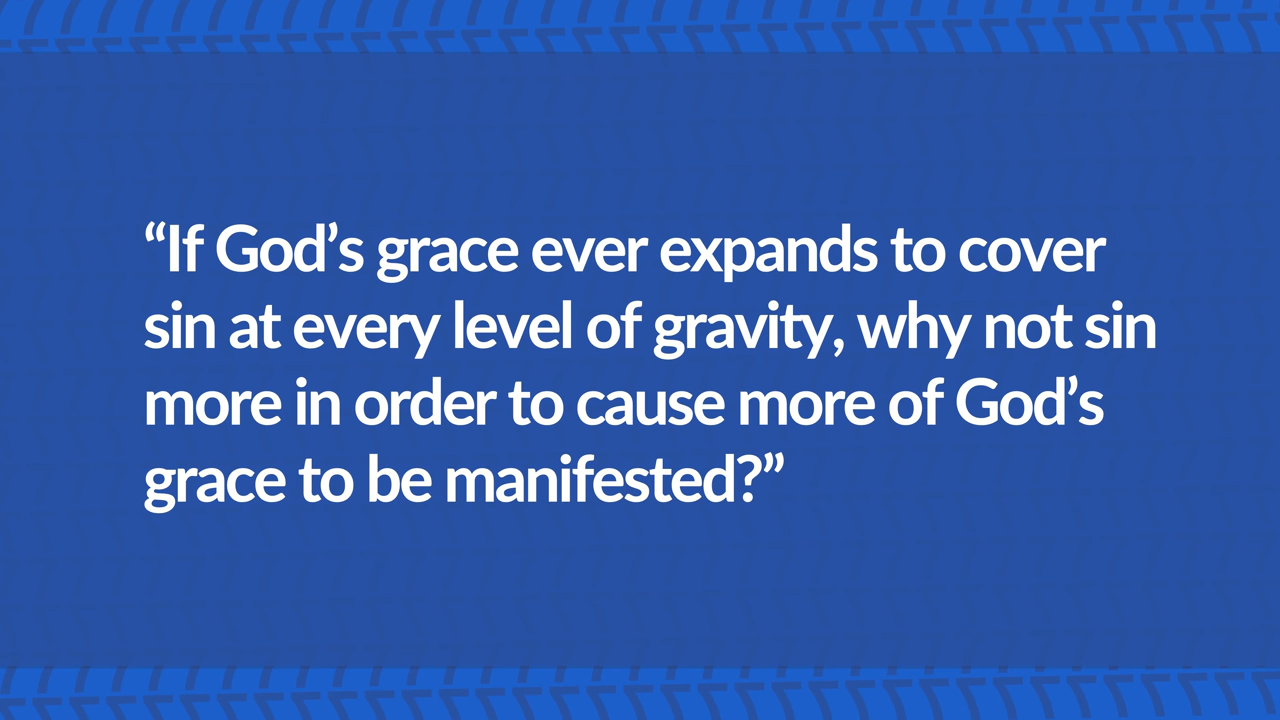 “If God’s grace ever expands to cover
sin at every level of gravity, why not sin
more in order to cause more of God’s
grace to be manifested?”